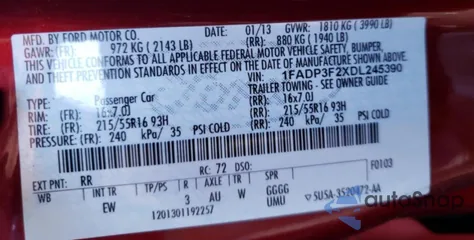 MFD. BY FORD MOTOR CO.
01/13 GVWR: 1810 KG (3990 LB)
GAWR: (FR) 972 KG (2143 LB) (RR): 880 KG (1940 LB)
THIS VEHICLE CONFORMS TO ALL APPLICABLE FEDERAL MOTOR VEHICLE SAFETY, BUMPER,
AND THEFT PREVENTION STANDARDS IN EFFECT ON THE DATE OF MANUFACTURE SHOWN ABOVE.
VIN: 1FADP3F2XDL245390
TYPE: Passenger Car TRAILER TOWING - SEE OWNER GUIDE
RIM: (FR): 16x7.0J (RR): 16x7.0J
TIRE: (FR): 215/55R16 93H (RR): 215/55R16 93H
PRESSURE: (FR): 240 kPa/ 35 PSI COLD (RR): 240 kPa/ 35 PSI COLD
F0103
EXT PNT: RR RC: 72 DSO:
WB INT TR TP/PS R AXLE TR SPR
EW 3 AU W GGGG
UMU
1201301192257
SU5A-3520472-AA
autoShop